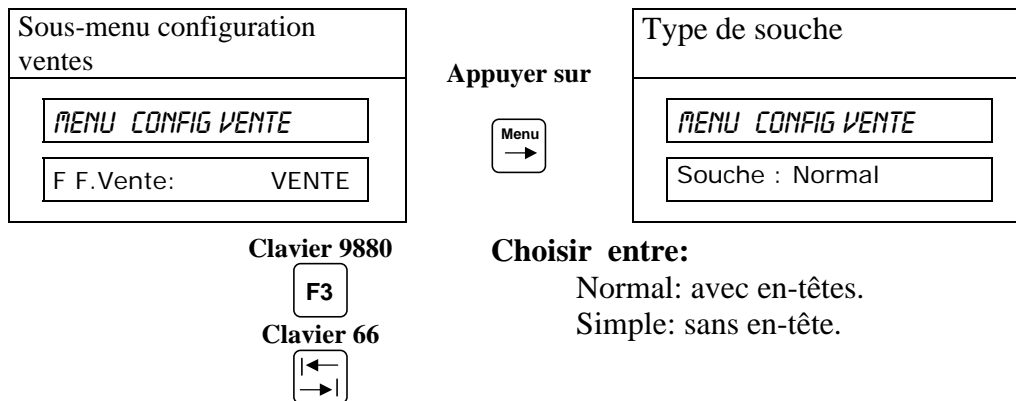 Sous-menu configuration
ventes
MENU CONFIG VENTE
F F.Vente: VENTE
Appuyer sur
Menu
Type de souche
MENU CONFIG VENTE
Souche : Normal
Clavier 9880
F3
Clavier 66
Choisir entre:
Normal: avec en-têtes.
Simple: sans en-tête.